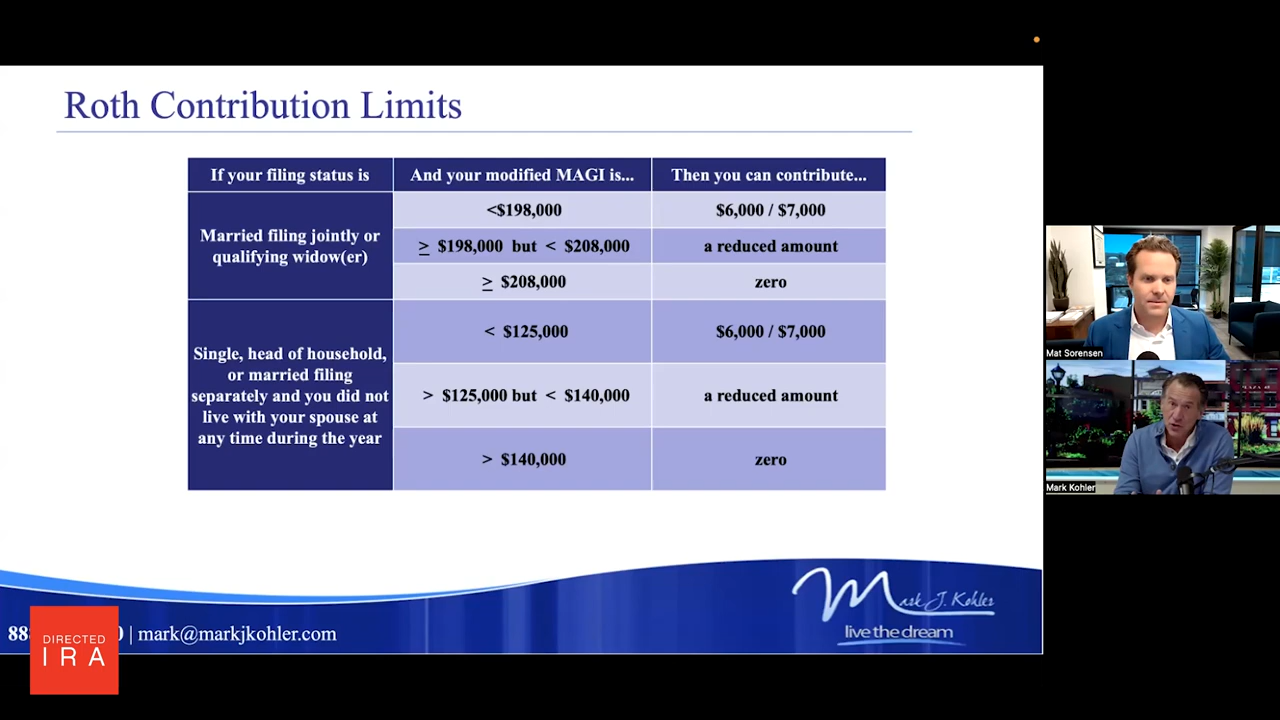 Roth Contribution Limits
If your filing status is
And your modified MAGI is...
Then you can contribute...
Married filing jointly or
qualifying widow(er)
<$198,000
$6,000 / $7,000
≥ $198,000 but < $208,000
a reduced amount
≥ $208,000
zero
Single, head of household,
or married filing
separately and you did not
live with your spouse at
any time during the year
< $125,000
$6,000 / $7,000
> $125,000 but < $140,000
a reduced amount
> $140,000
zero
Mat Sorensen
Mark Kohler
Mark J. Kohler
live the dream
| mark@markjkohler.com
DIRECTED
IRA